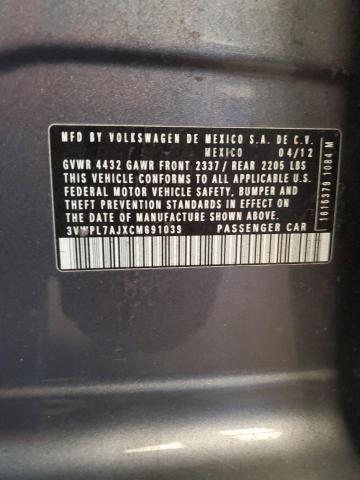 MFD BY VOLKSWAGEN DE MEXICO S.A. DE C.V.
MEXICO 04/12
GVWR 4432 GAWR FRONT 2337/ REAR 2205 LBS
THIS VEHICLE CONFORMS TO ALL APPLICABLE U.S.
FEDERAL MOTOR VEHICLE SAFETY, BUMPER AND
THEFT PREVENTION STANDARDS IN EFFECT ON THE
DATE OF MANUFACTURE SHOWN ABOVE.
3VWPL7AJXCM691039 PASSENGER CAR
1615379 1084 M